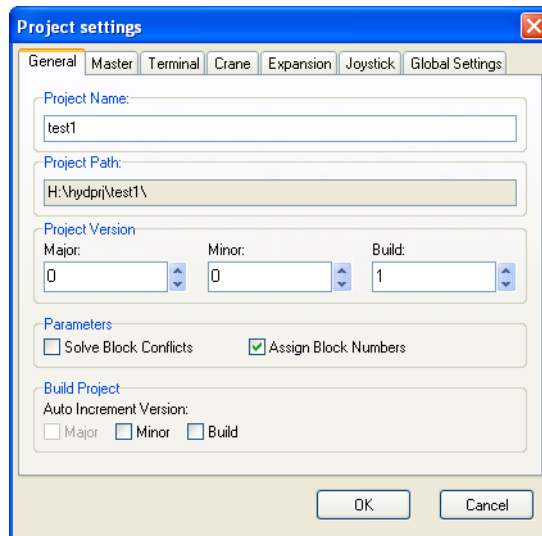 Project settings
General Master Terminal Crane Expansion Joystick Global Settings
Project Name:
test1
Project Path:
H:\hydprj\test1\
Project Version
Major: Minor: Build:
0 0 1
Parameters
Solve Block Conflicts Assign Block Numbers
Build Project
Auto Increment Version:
Major Minor Build
OK Cancel